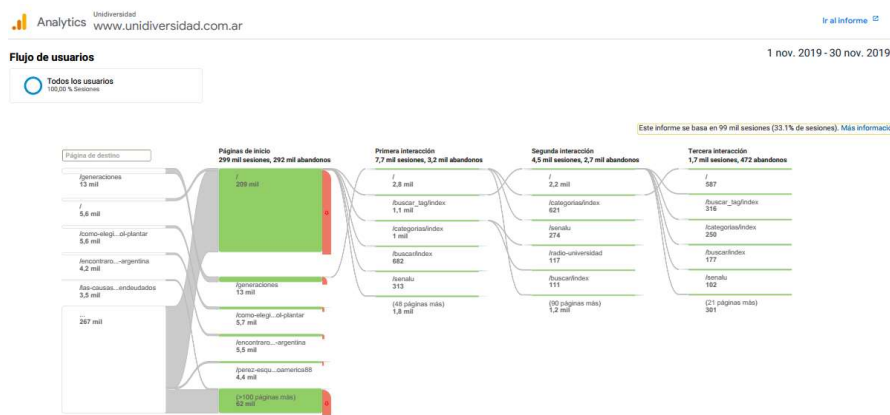 Analytics
Unidiversidad
www.unidiversidad.com.ar
Ir al informe
Flujo de usuarios
1 nov. 2019 - 30 nov. 2019
Todos los usuarios
100,00 % Sesiones
Este informe se basa en 99 mil sesiones (33.1% de sesiones). Más informació
Página de destino
/generaciones
13 mil
/
5,6 mil
/como-elegi...ol-plantar
5,6 mil
/encontraro...-argentina
4,2 mil
/las-causas...endeudados
3,5 mil
...
267 mil
Páginas de inicio
299 mil sesiones, 292 mil abandonos
/
209 mil
/generaciones
13 mil
/como-elegi...ol-plantar
5,7 mil
/encontraro...-argentina
5,5 mil
/perez-esqu...oamerica88
4,4 mil
(>100 páginas más)
62 mil
Primera interacción
7,7 mil sesiones, 3,2 mil abandonos
/
2,8 mil
/buscar_tag/index
1,1 mil
/categorias/index
1 mil
/buscar/index
682
/senalu
313
(48 páginas más)
1,8 mil
Segunda interacción
4,5 mil sesiones, 2,7 mil abandonos
/
2,2 mil
/categorias/index
621
/senalu
274
/radio-universidad
117
/buscar/index
111
(90 páginas más)
1,2 mil
Tercera interacción
1,7 mil sesiones, 472 abandonos
/
587
/buscar_tag/index
316
/categorias/index
250
/buscar/index
177
/senalu
102
(21 páginas más)
301